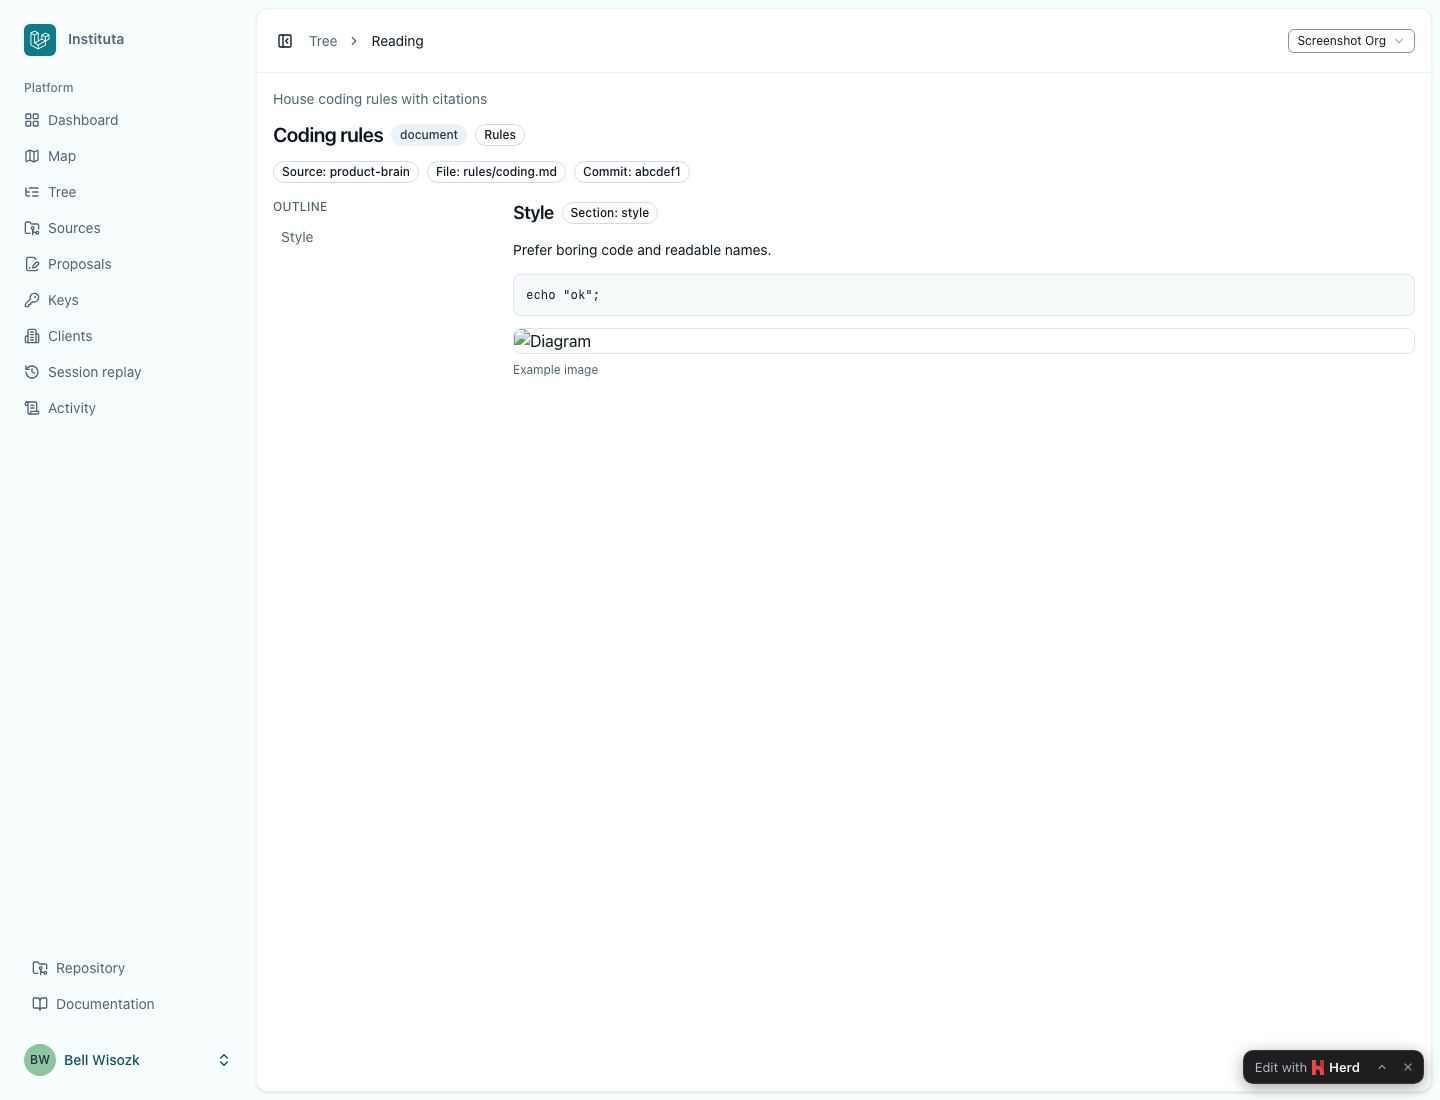 Instituta
Platform
Dashboard
Map
Tree
Sources
Proposals
Keys
Clients
Session replay
Activity
Repository
Documentation
BW Bell Wisozk
Tree Reading
Screenshot Org
House coding rules with citations
Coding rules document Rules
Source: product-brain File: rules/coding.md Commit: abcdef1
OUTLINE
Style
Style Section: style
Prefer boring code and readable names.
echo "ok";
Diagram
Example image
Edit with Herd